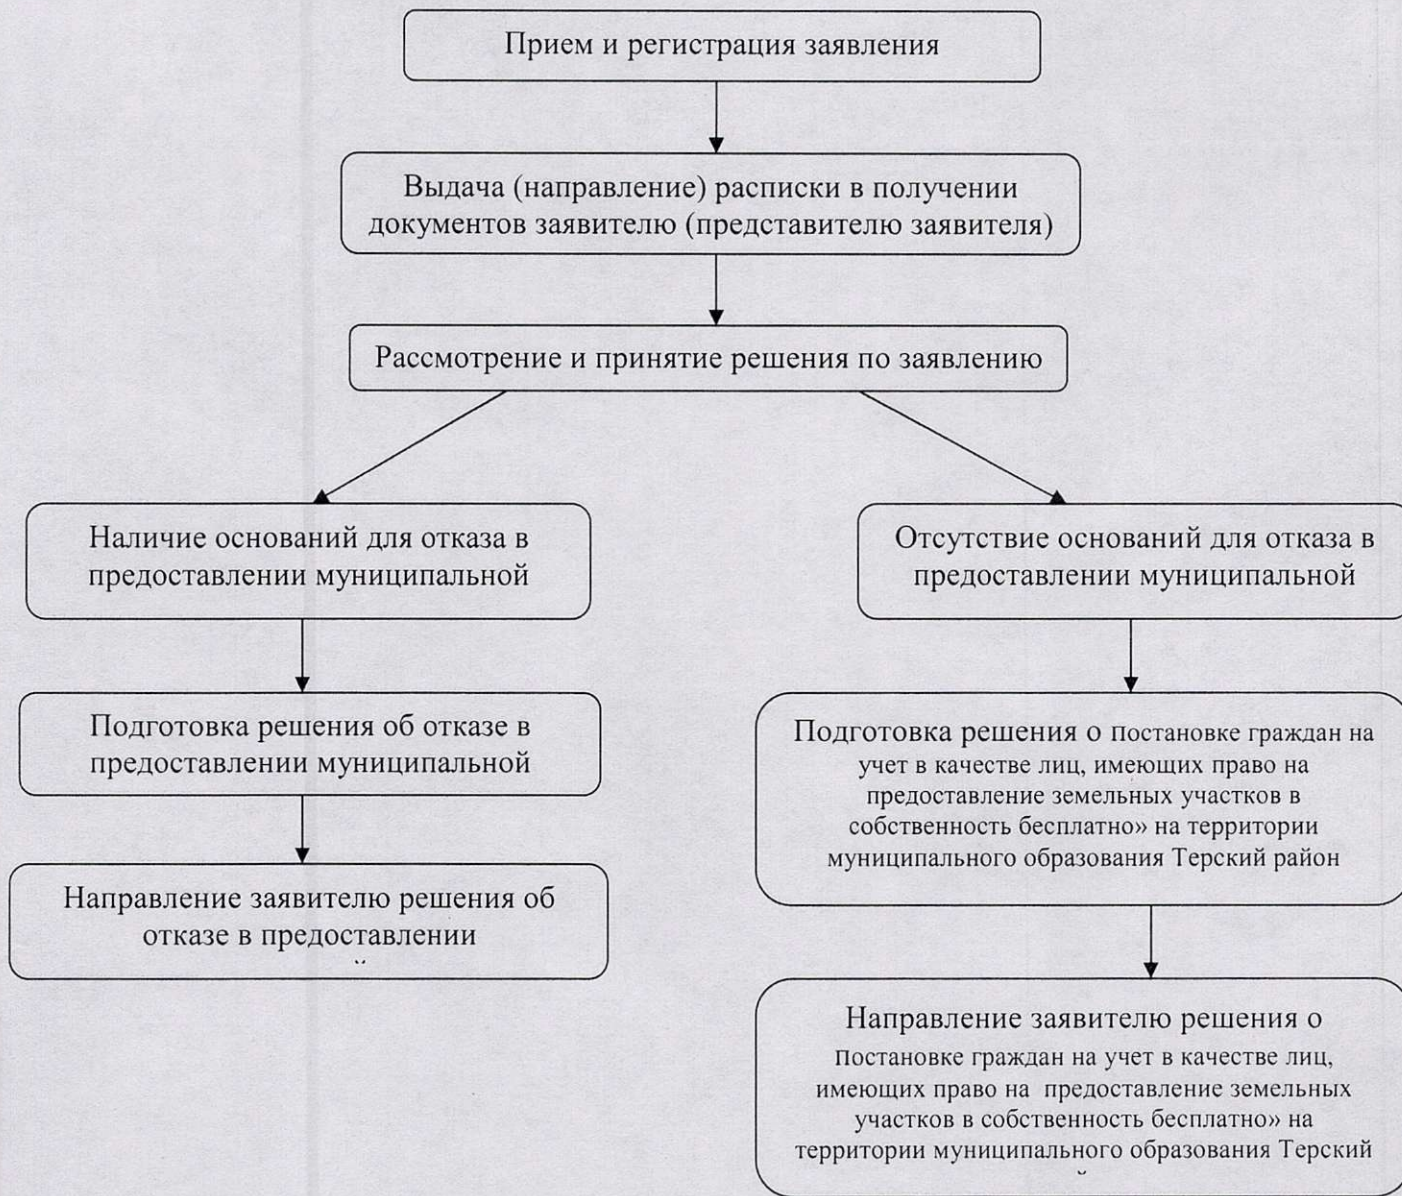 Прием и регистрация заявления
Выдача (направление) расписки в получении
документов заявителю (представителю заявителя)
Рассмотрение и принятие решения по заявлению
Наличие оснований для отказа в
предоставлении муниципальной
Отсутствие оснований для отказа в
предоставлении муниципальной
Подготовка решения об отказе в
предоставлении муниципальной
Подготовка решения о постановке граждан на
учет в качестве лиц, имеющих право на
предоставление земельных участков в
собственность бесплатно» на территории
муниципального образования Терский район
Направление заявителю решения об
отказе в предоставлении
Направление заявителю решения о
постановке граждан на учет в качестве лиц,
имеющих право на предоставление земельных
участков в собственность бесплатно» на
территории муниципального образования Терский